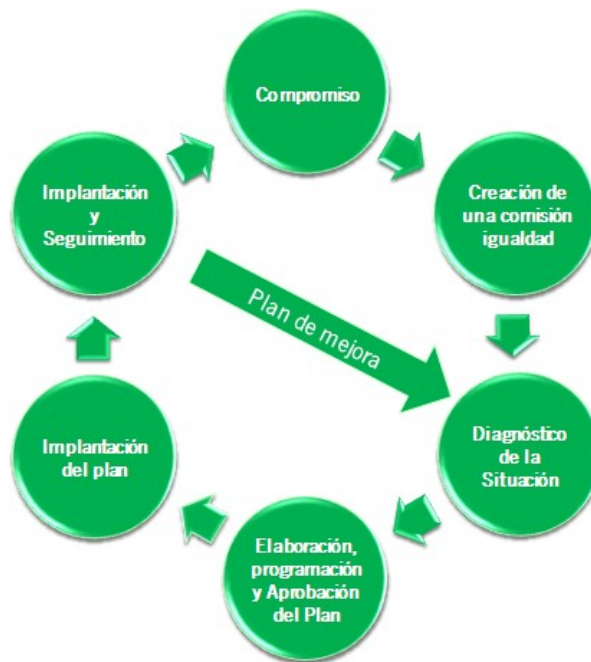 Compromiso
Creación de
una comisión
igualdad
Diagnóstico
de la
Situación
Elaboración,
programación
y Aprobación
del Plan
Implantación
del plan
Implantación
y
Seguimiento
Plan de mejora